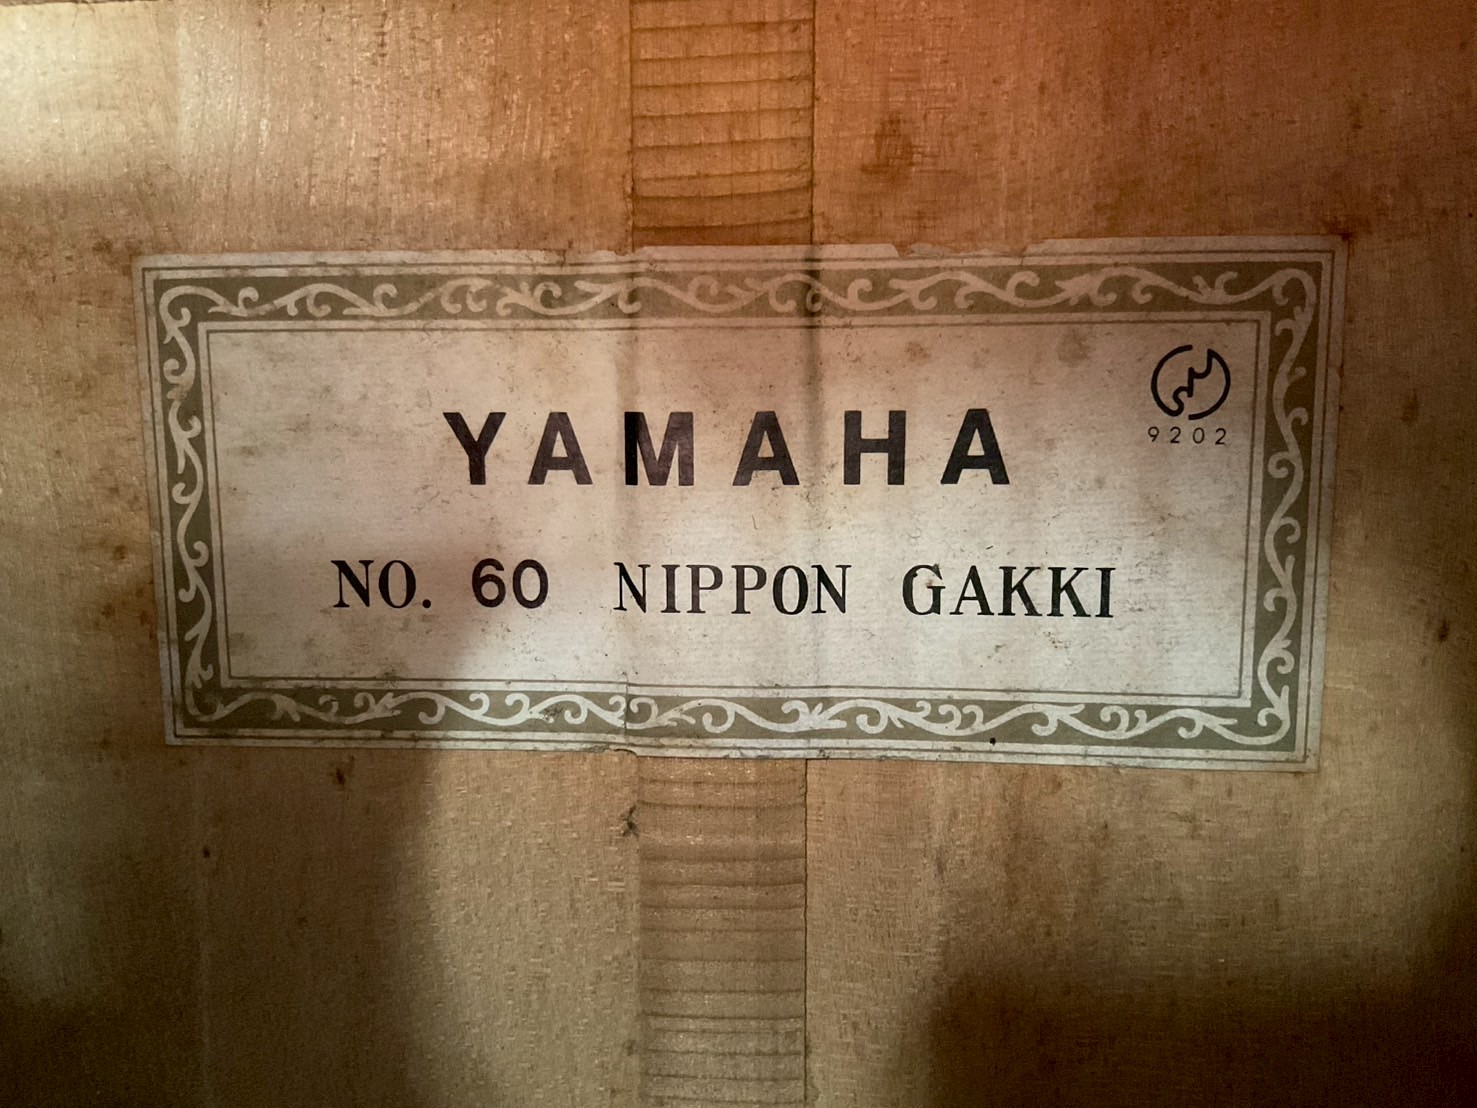 YAMAHA
9202
NO. 60 NIPPON GAKKI